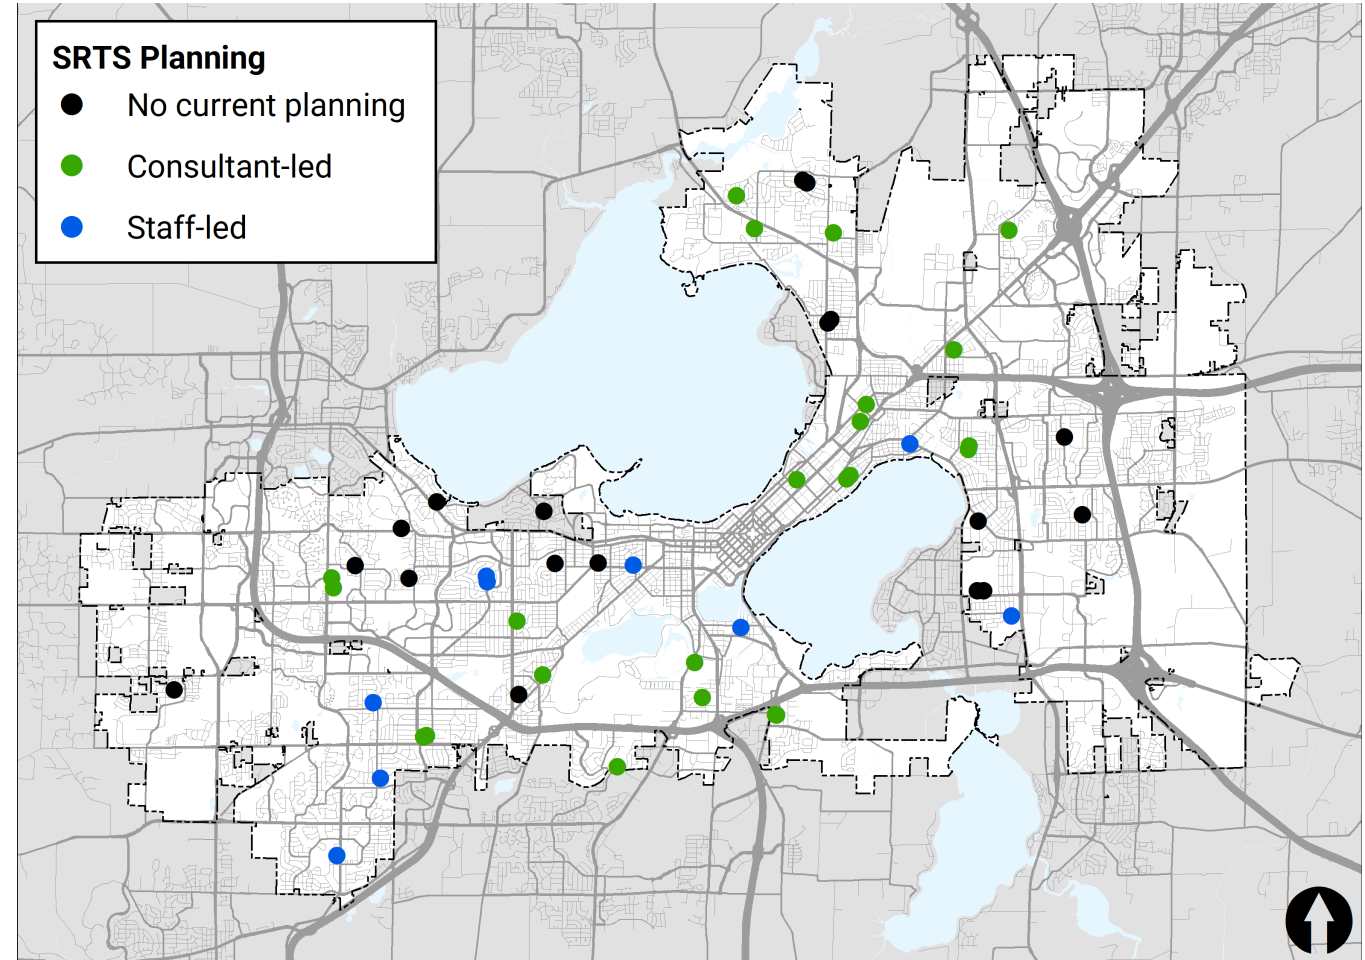 SRTS Planning
No current planning
Consultant-led
Staff-led